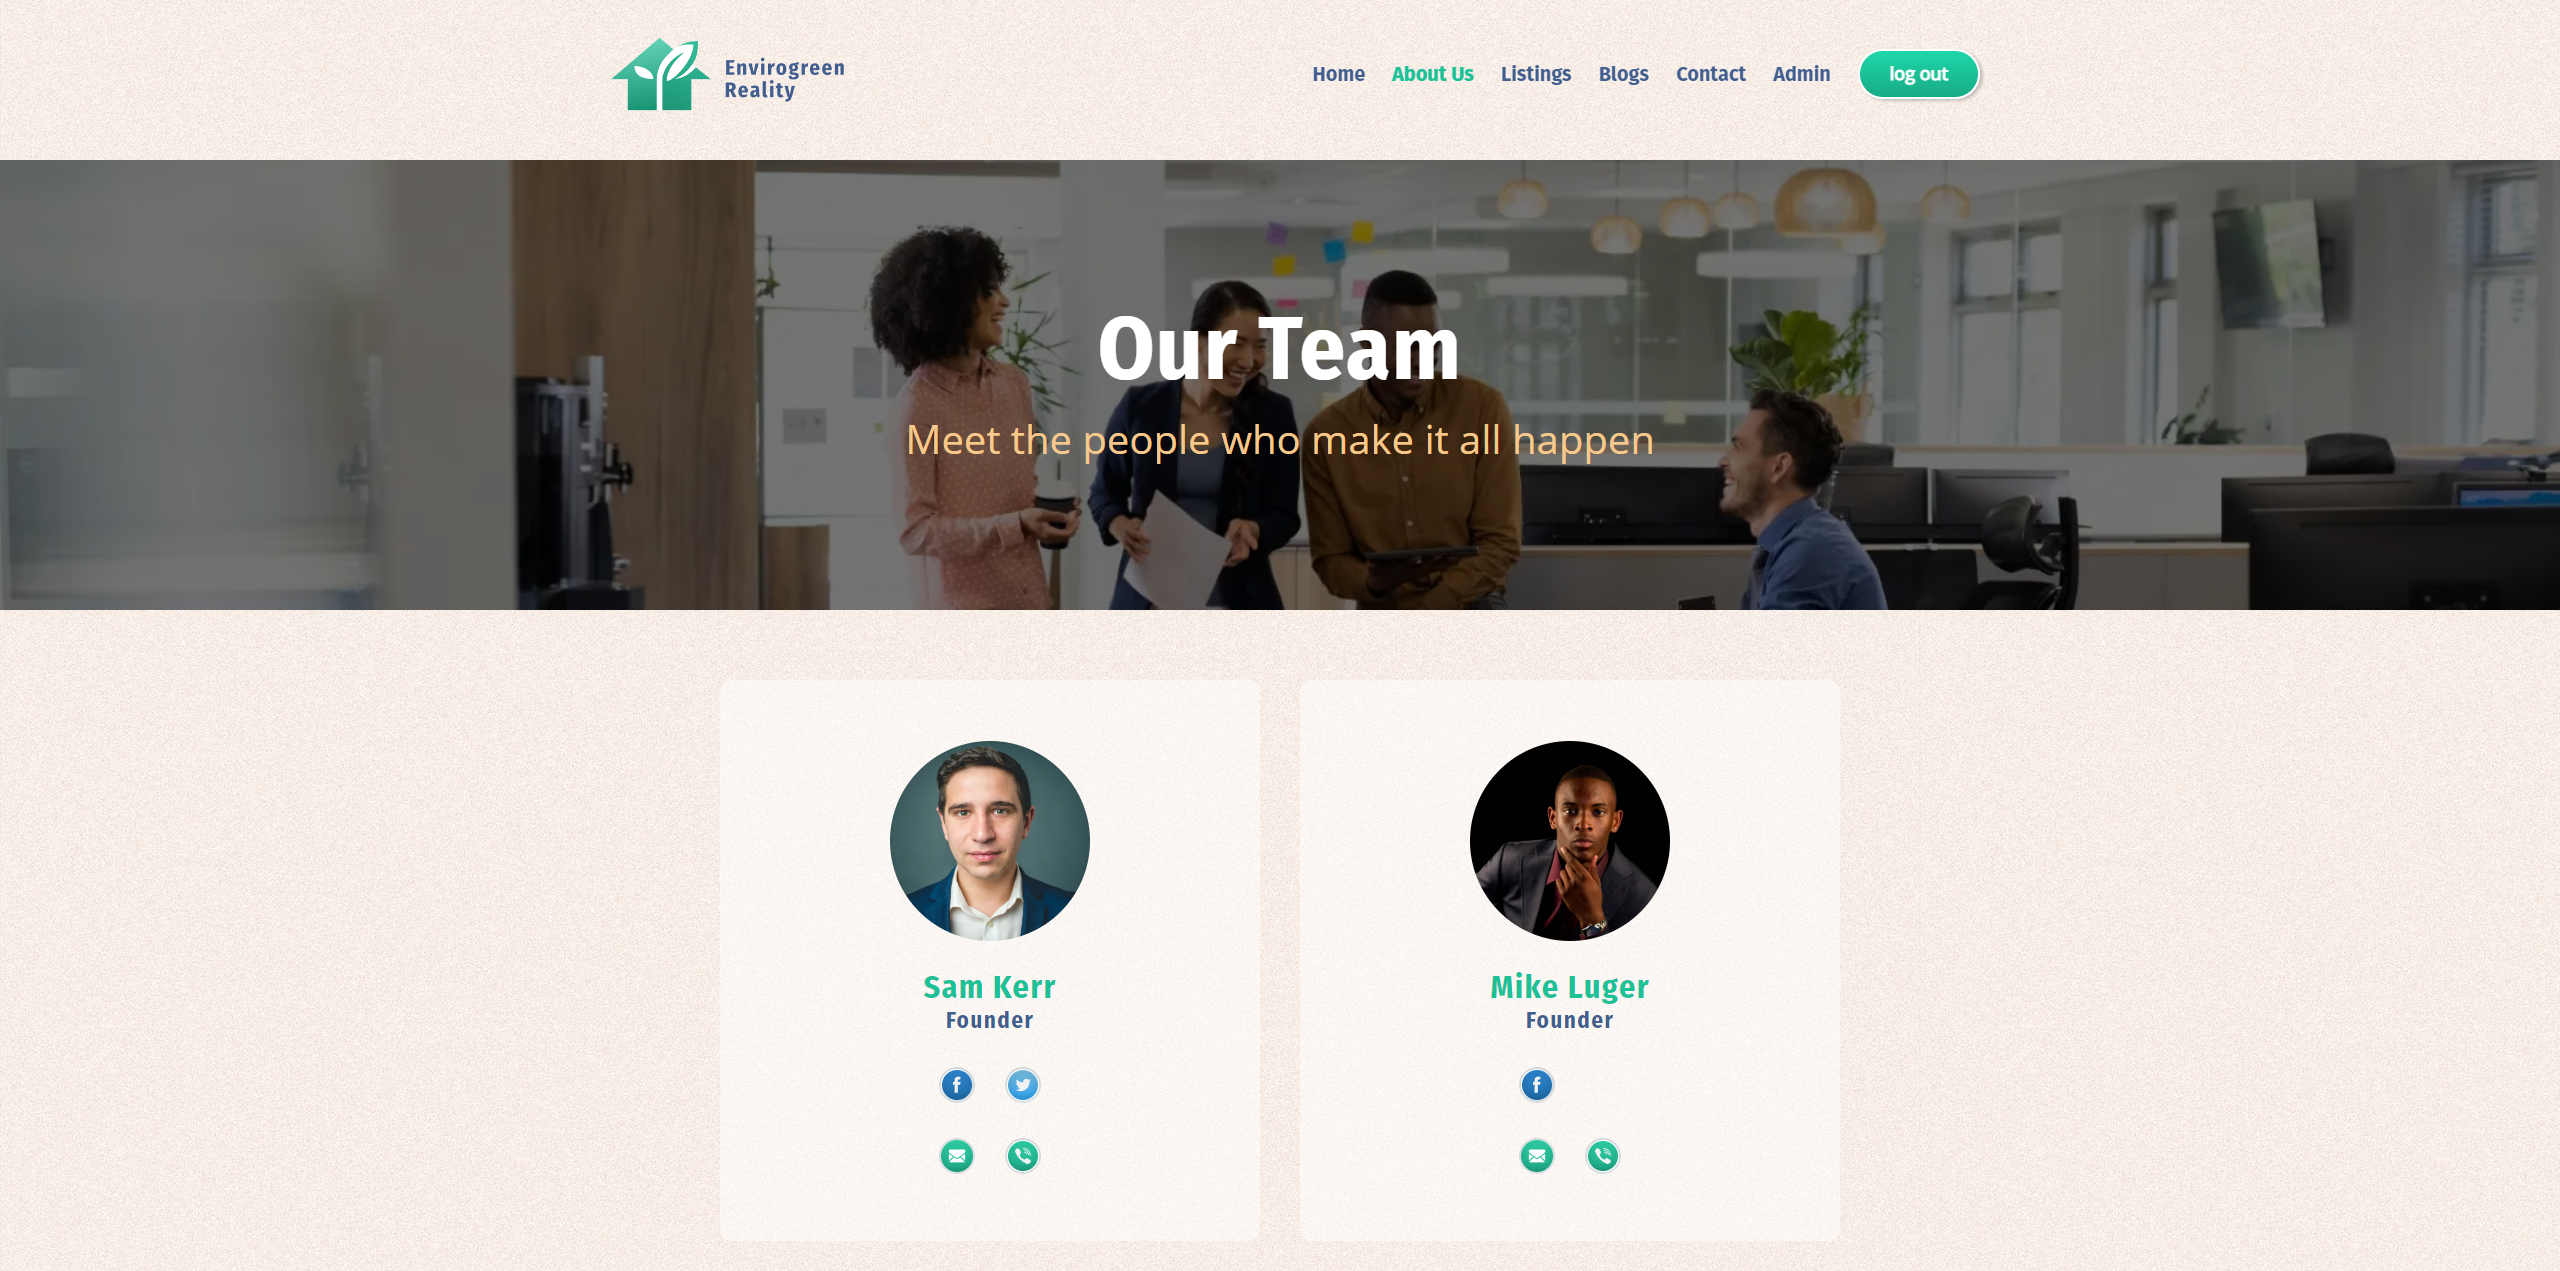 Envirogreen
Reality
Home About Us Listings Blogs Contact Admin log out
Our Team
Meet the people who make it all happen
Sam Kerr
Founder
Mike Luger
Founder